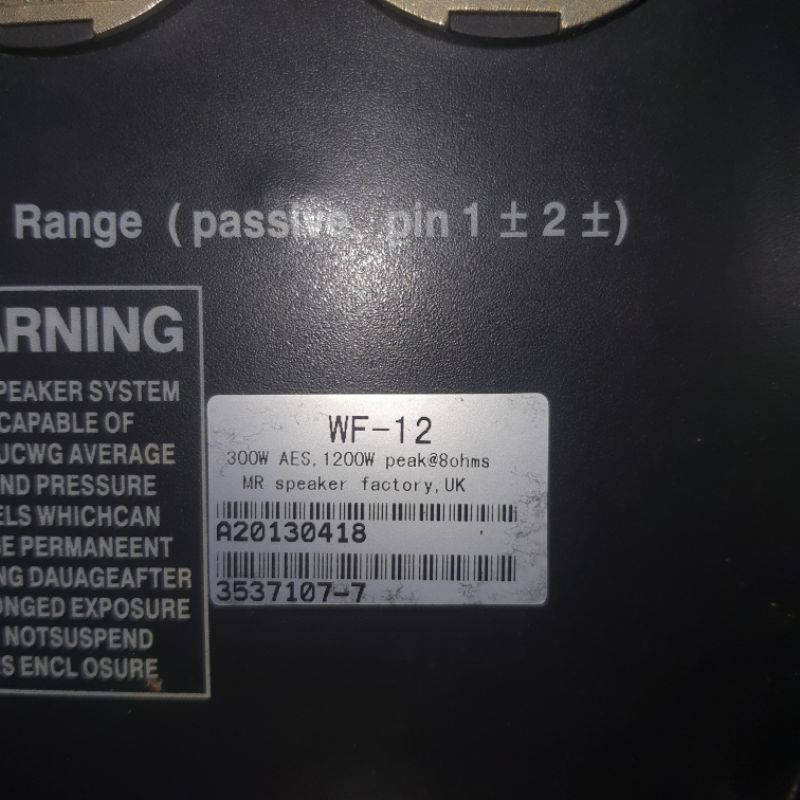 Range (passive, pin 1 ± 2 ±)
ARNING
PEAKER SYSTEM
CAPABLE OF
UCWG AVERAGE
ND PRESSURE
ELS WHICHCAN
E PERMANEENT
NG DAUAGEAFTER
ONGED EXPOSURE
NOTSUSPEND
S ENCL OSURE
WF-12
300W AES,1200W peak@8ohms
MR speaker factory,UK
A20130418
3537107-7